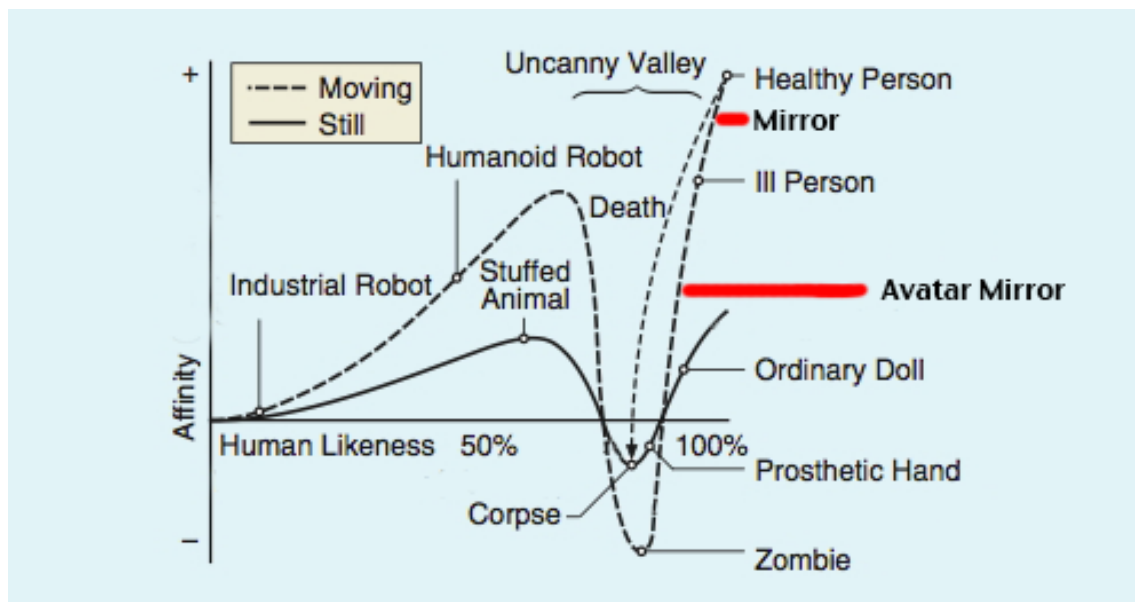 Uncanny Valley
+
Healthy Person
Moving
Still
Mirror
Humanoid Robot
Ill Person
Death
Stuffed
Animal
Industrial Robot
Avatar Mirror
Affinity
Ordinary Doll
Human Likeness 50% 100%
Prosthetic Hand
Corpse
–
Zombie